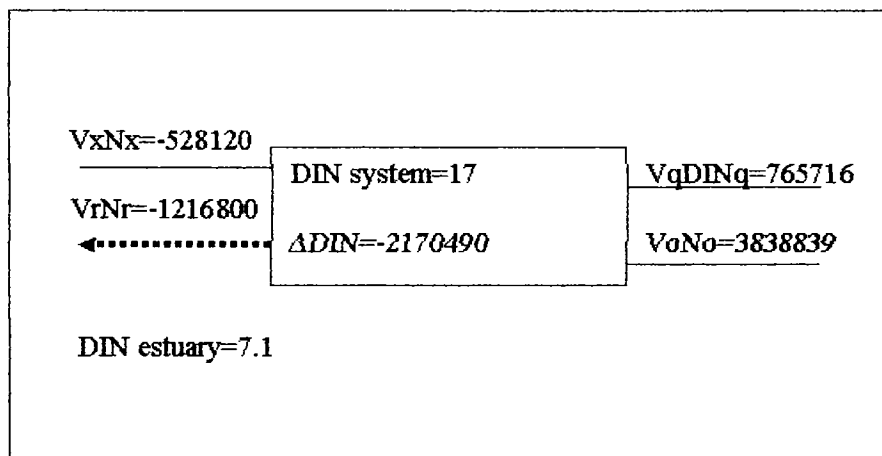 VxNx=-528120
DIN system=17
VqDINq=765716
VrNr=-1216800
ΔDIN=-2170490
VoNo=3838839
DIN estuary=7.1